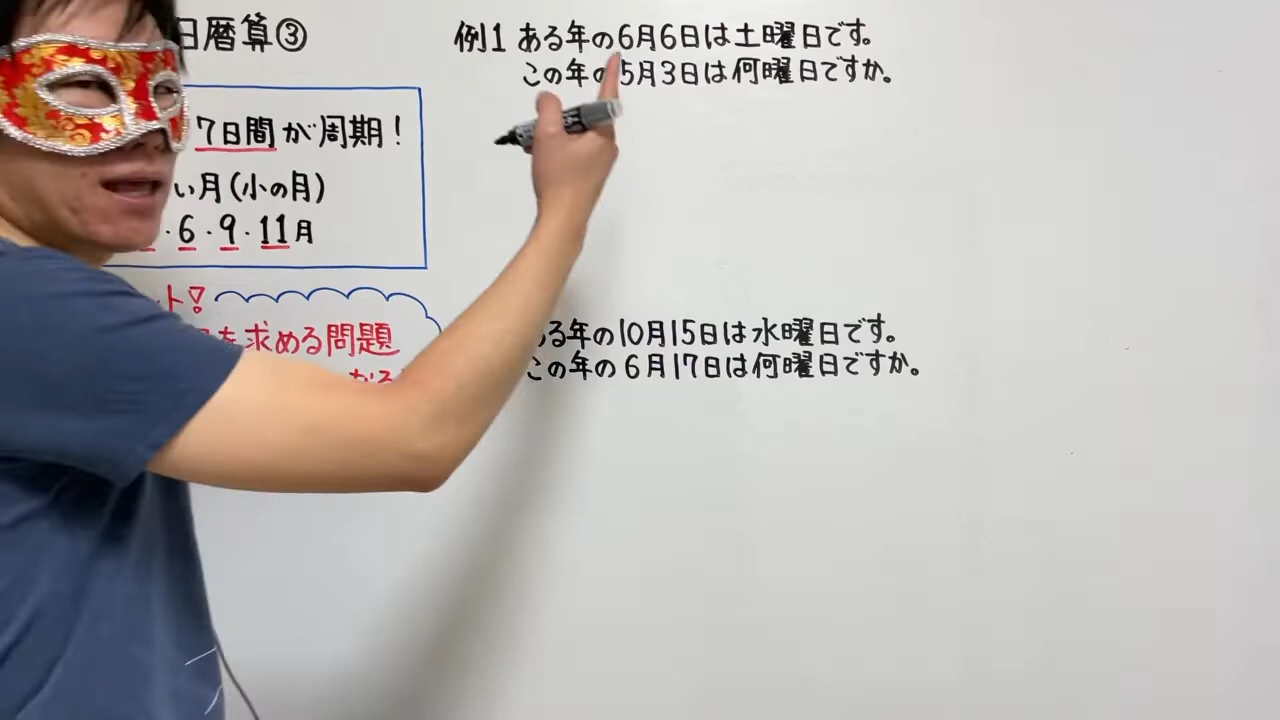 日暦算③
7日間が周期!
い月(小の月)
・6・9・11月
ト!
を求める問題
例1 ある年の6月6日は土曜日です。
この年の5月3日は何曜日ですか。
る年の10月15日は水曜日です。
この年の6月17日は何曜日ですか。